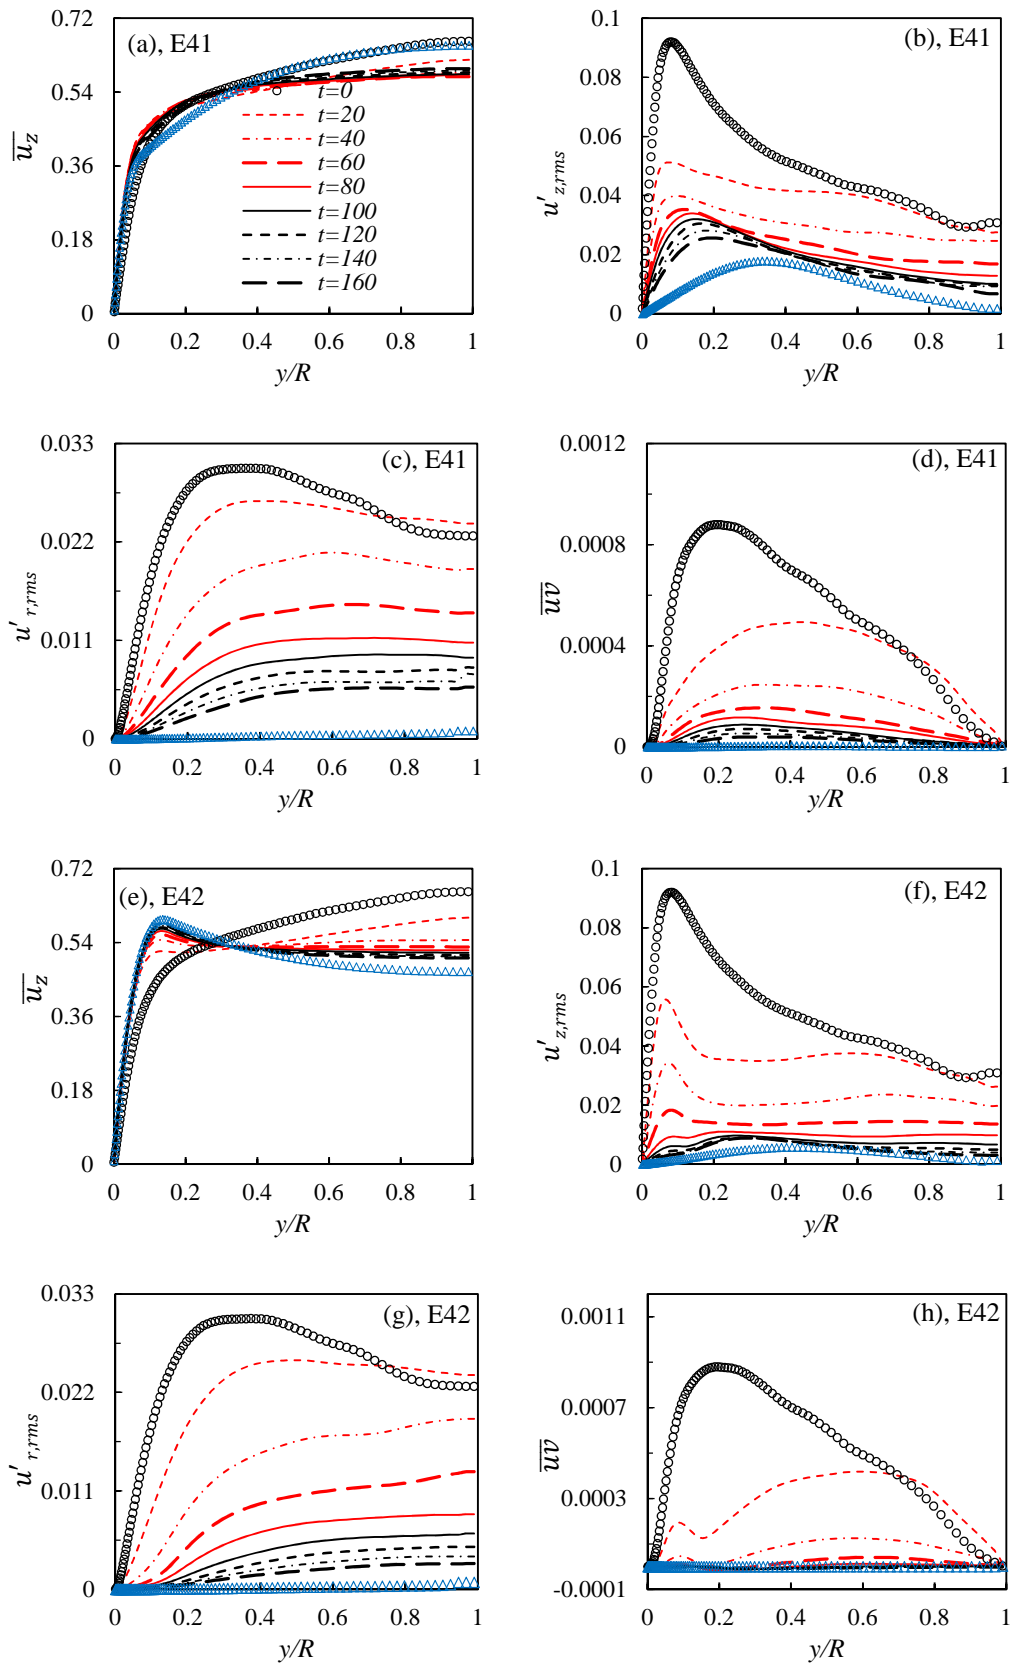 (a), E41
0.72
0.54
0.36
0.18
0
u_z
t=0
t=20
t=40
t=60
t=80
t=100
t=120
t=140
t=160
0 0.2 0.4 0.6 0.8 1
y/R
(b), E41
0.1
0.08
0.06
0.04
0.02
0
u'z,rms
0 0.2 0.4 0.6 0.8 1
y/R
(c), E41
0.033
0.022
0.011
0
u'r,rms
0 0.2 0.4 0.6 0.8 1
y/R
(d), E41
0.0012
0.0008
0.0004
0
uv
0 0.2 0.4 0.6 0.8 1
y/R
(e), E42
0.72
0.54
0.36
0.18
0
u_z
0 0.2 0.4 0.6 0.8 1
y/R
(f), E42
0.1
0.08
0.06
0.04
0.02
0
u'z,rms
0 0.2 0.4 0.6 0.8 1
y/R
(g), E42
0.033
0.022
0.011
0
u'r,rms
0 0.2 0.4 0.6 0.8 1
y/R
(h), E42
0.0011
0.0007
0.0003
-0.0001
uv
0 0.2 0.4 0.6 0.8 1
y/R